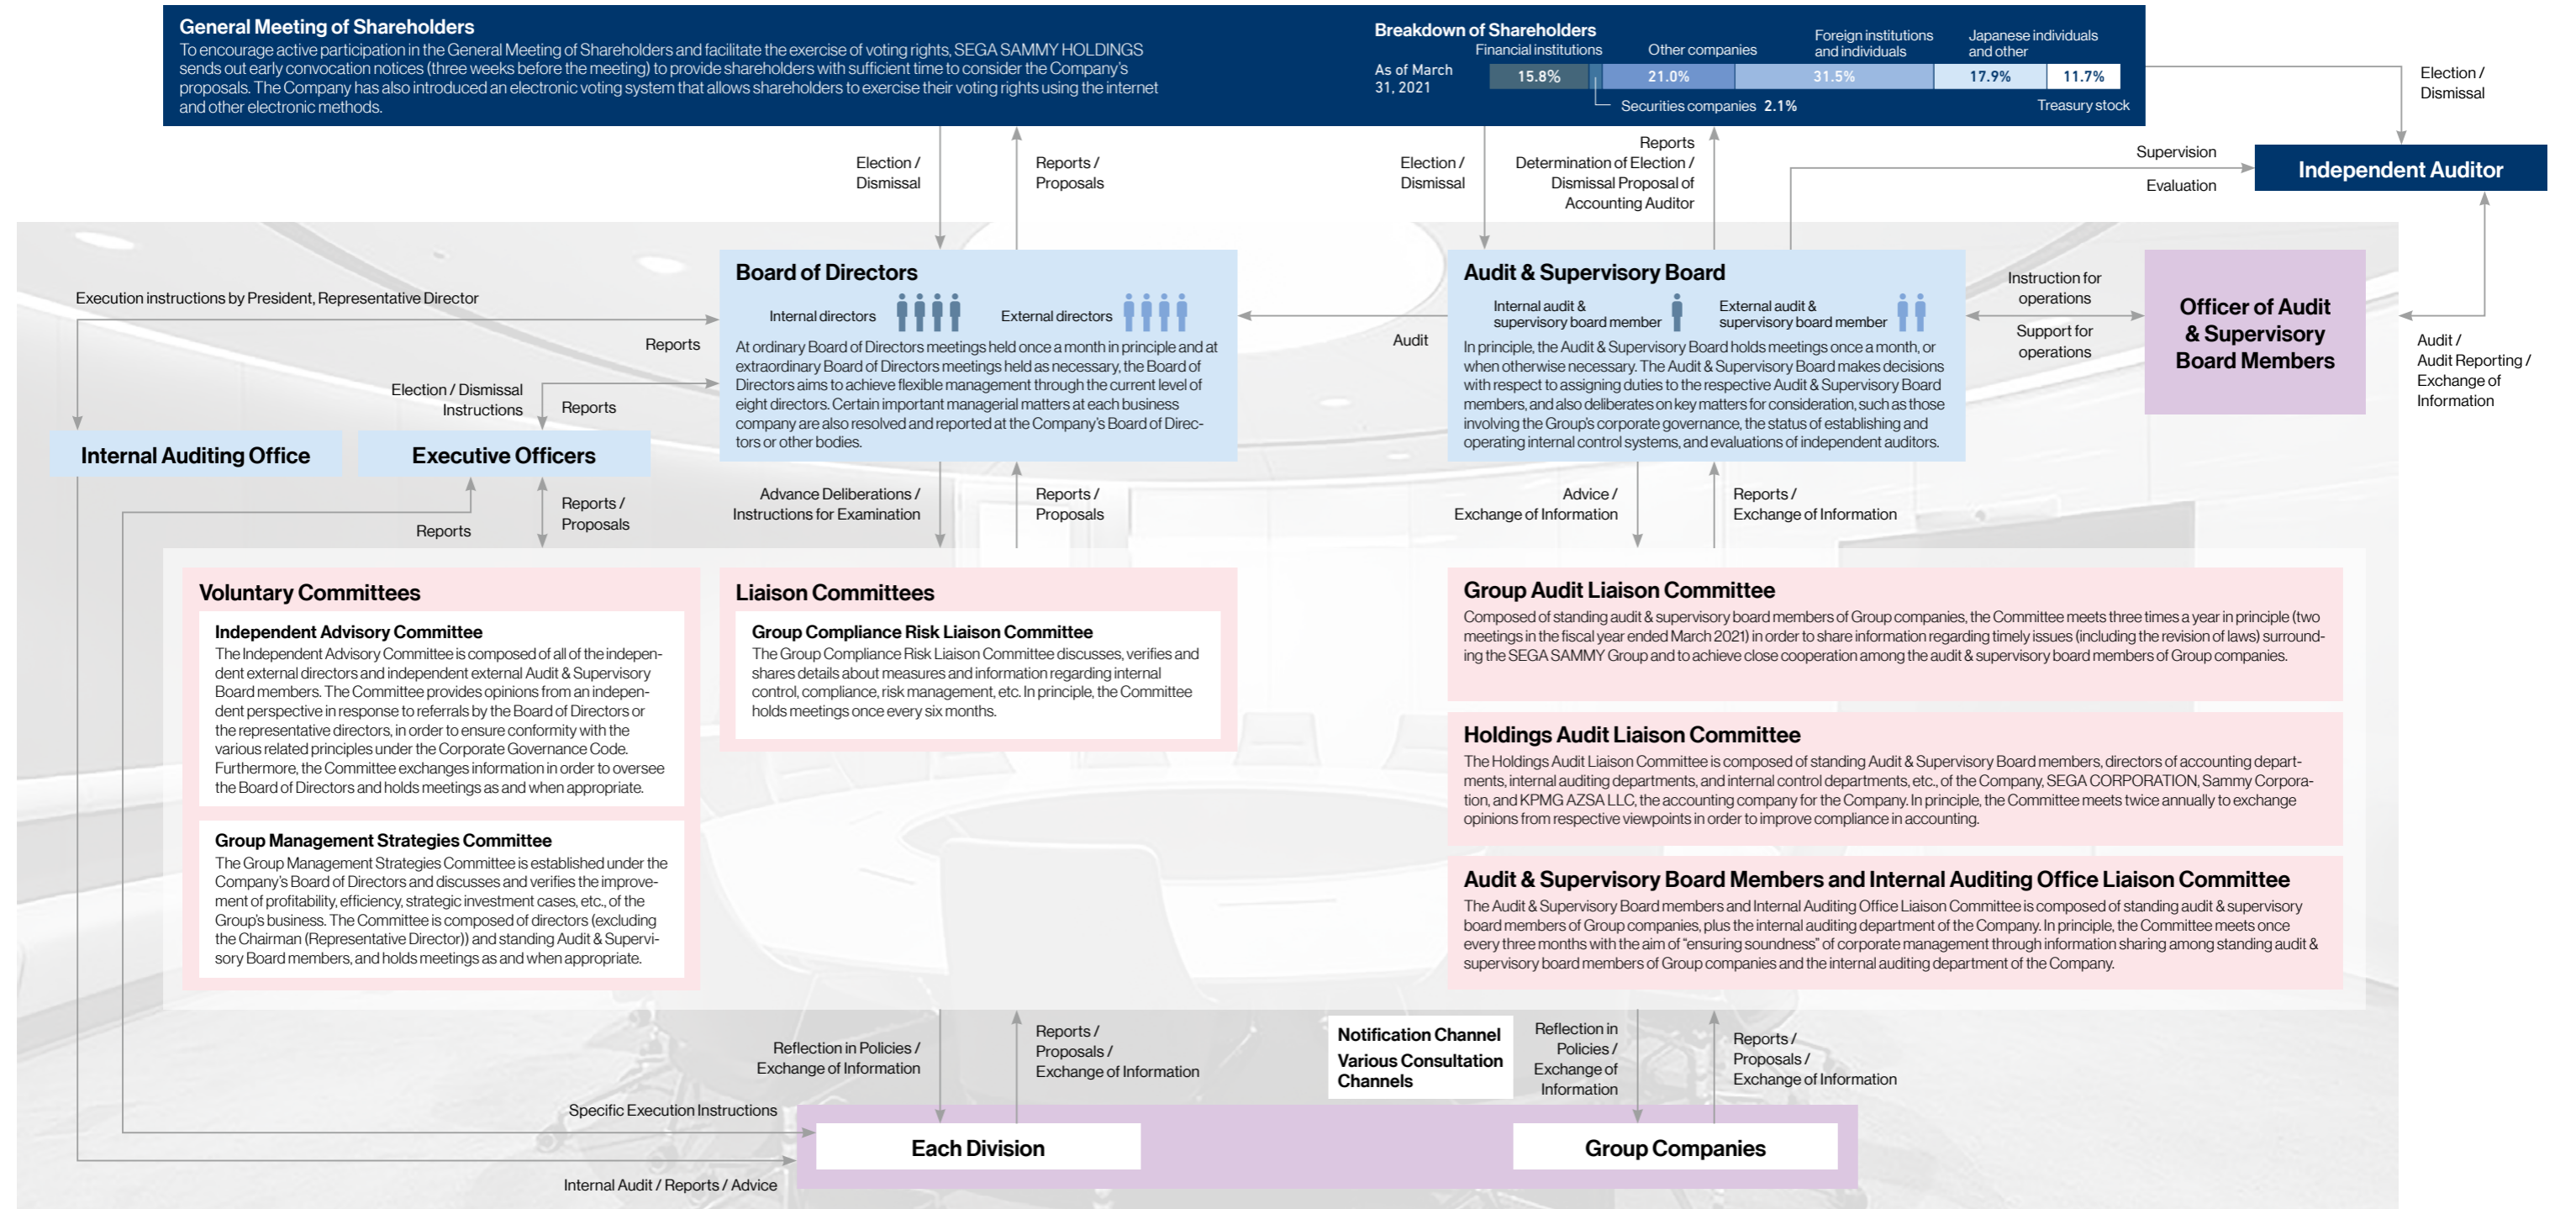 General Meeting of Shareholders
To encourage active participation in the General Meeting of Shareholders and facilitate the exercise of voting rights, SEGA SAMMY HOLDINGS
sends out early convocation notices (three weeks before the meeting) to provide shareholders with sufficient time to consider the Company's
proposals. The Company has also introduced an electronic voting system that allows shareholders to exercise their voting rights using the internet
and other electronic methods.
Breakdown of Shareholders
Financial institutions
Other companies
Foreign institutions
and individuals
Japanese individuals
and other
As of March
31, 2021
15.8%
21.0%
31.5%
17.9%
11.7%
Securities companies 2.1%
Treasury stock
Election /
Dismissal
Election /
Dismissal
Reports /
Proposals
Election /
Dismissal
Reports
Determination of Election /
Dismissal Proposal of
Accounting Auditor
Supervision
Evaluation
Independent Auditor
Execution instructions by President, Representative Director
Reports
Election / Dismissal
Instructions
Reports
Internal Auditing Office
Executive Officers
Board of Directors
Internal directors
External directors
At ordinary Board of Directors meetings held once a month in principle and at
extraordinary Board of Directors meetings held as necessary, the Board of
Directors aims to achieve flexible management through the current level of
eight directors. Certain important managerial matters at each business
company are also resolved and reported at the Company's Board of Direc-
tors or other bodies.
Audit
Audit & Supervisory Board
Internal audit &
supervisory board member
External audit &
supervisory board member
In principle, the Audit & Supervisory Board holds meetings once a month, or
when otherwise necessary. The Audit & Supervisory Board makes decisions
with respect to assigning duties to the respective Audit & Supervisory Board
members, and also deliberates on key matters for consideration, such as those
involving the Group's corporate governance, the status of establishing and
operating internal control systems, and evaluations of independent auditors.
Instruction for
operations
Support for
operations
Officer of Audit
& Supervisory
Board Members
Audit /
Audit Reporting /
Exchange of
Information
Reports
Reports /
Proposals
Advance Deliberations /
Instructions for Examination
Reports /
Proposals
Advice /
Exchange of Information
Reports /
Exchange of Information
Voluntary Committees
Independent Advisory Committee
The Independent Advisory Committee is composed of all of the indepen-
dent external directors and independent external Audit & Supervisory
Board members. The Committee provides opinions from an indepen-
dent perspective in response to referrals by the Board of Directors or
the representative directors, in order to ensure conformity with the
various related principles under the Corporate Governance Code.
Furthermore, the Committee exchanges information in order to oversee
the Board of Directors and holds meetings as and when appropriate.
Group Management Strategies Committee
The Group Management Strategies Committee is established under the
Company's Board of Directors and discusses and verifies the improve-
ment of profitability, efficiency, strategic investment cases, etc., of the
Group's business. The Committee is composed of directors (excluding
the Chairman (Representative Director)) and standing Audit & Supervi-
sory Board members, and holds meetings as and when appropriate.
Liaison Committees
Group Compliance Risk Liaison Committee
The Group Compliance Risk Liaison Committee discusses, verifies and
shares details about measures and information regarding internal
control, compliance, risk management, etc. In principle, the Committee
holds meetings once every six months.
Group Audit Liaison Committee
Composed of standing audit & supervisory board members of Group companies, the Committee meets three times a year in principle (two
meetings in the fiscal year ended March 2021) in order to share information regarding timely issues (including the revision of laws) surround-
ing the SEGA SAMMY Group and to achieve close cooperation among the audit & supervisory board members of Group companies.
Holdings Audit Liaison Committee
The Holdings Audit Liaison Committee is composed of standing Audit & Supervisory Board members, directors of accounting depart-
ments, internal auditing departments, and internal control departments, etc., of the Company, SEGA CORPORATION, Sammy Corpora-
tion, and KPMG AZSA LLC, the accounting company for the Company. In principle, the Committee meets twice annually to exchange
opinions from respective viewpoints in order to improve compliance in accounting.
Audit & Supervisory Board Members and Internal Auditing Office Liaison Committee
The Audit & Supervisory Board members and Internal Auditing Office Liaison Committee is composed of standing audit & supervisory
board members of Group companies, plus the internal auditing department of the Company. In principle, the Committee meets once
every three months with the aim of "ensuring soundness" of corporate management through information sharing among standing audit &
supervisory board members of Group companies and the internal auditing department of the Company.
Reflection in Policies /
Exchange of Information
Reports /
Proposals /
Exchange of Information
Notification Channel
Various Consultation
Channels
Reflection in
Policies /
Exchange of
Information
Reports /
Proposals /
Exchange of Information
Specific Execution Instructions
Each Division
Group Companies
Internal Audit / Reports / Advice